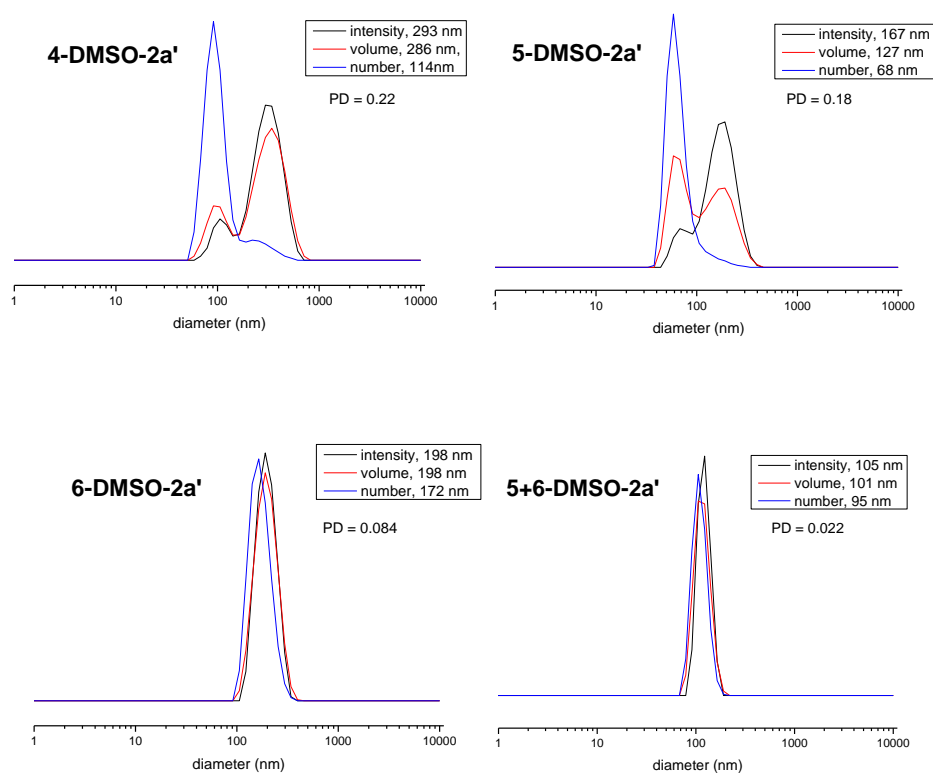 4-DMSO-2a'
intensity, 293 nm
volume, 286 nm,
number, 114nm
PD = 0.22
1 10 100 1000 10000
diameter (nm)
5-DMSO-2a'
intensity, 167 nm
volume, 127 nm
number, 68 nm
PD = 0.18
1 10 100 1000 10000
diameter (nm)
6-DMSO-2a'
intensity, 198 nm
volume, 198 nm
number, 172 nm
PD = 0.084
1 10 100 1000 10000
diameter (nm)
5+6-DMSO-2a'
intensity, 105 nm
volume, 101 nm
number, 95 nm
PD = 0.022
1 10 100 1000 10000
diameter (nm)